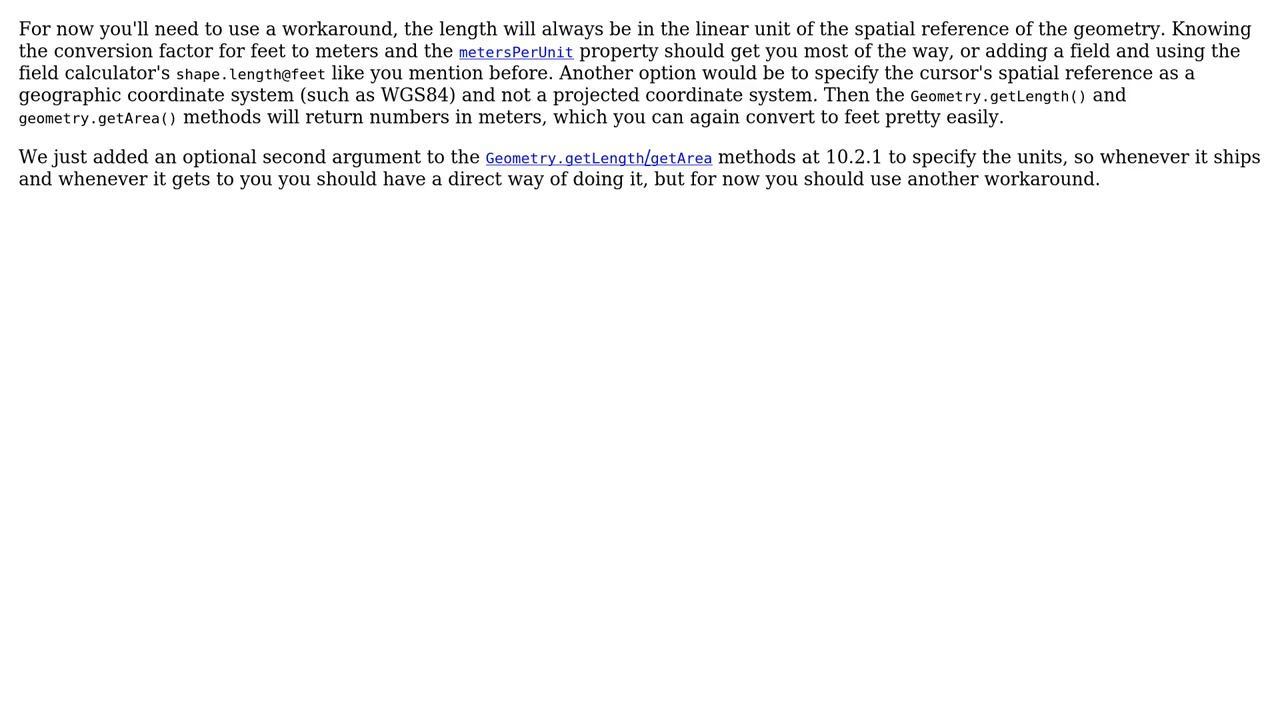 For now you'll need to use a workaround, the length will always be in the linear unit of the spatial reference of the geometry. Knowing
the conversion factor for feet to meters and the metersPerUnit property should get you most of the way, or adding a field and using the
field calculator's shape.length@feet like you mention before. Another option would be to specify the cursor's spatial reference as a
geographic coordinate system (such as WGS84) and not a projected coordinate system. Then the Geometry.getLength() and
geometry.getArea() methods will return numbers in meters, which you can again convert to feet pretty easily.
We just added an optional second argument to the Geometry.getLength/getArea methods at 10.2.1 to specify the units, so whenever it ships
and whenever it gets to you you should have a direct way of doing it, but for now you should use another workaround.